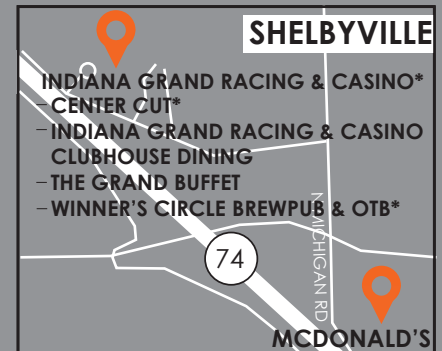 SHELBYVILLE
INDIANA GRAND RACING & CASINO*
– CENTER CUT*
– INDIANA GRAND RACING & CASINO
CLUBHOUSE DINING
– THE GRAND BUFFET
– WINNER'S CIRCLE BREWPUB & OTB*
N MICHIGAN RD
74
MCDONALD'S